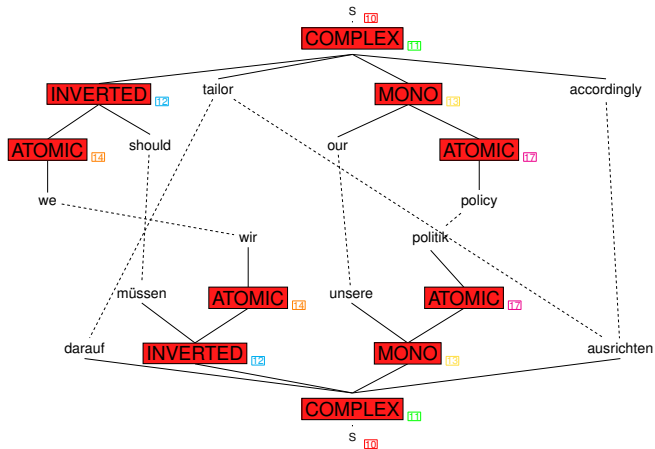 S 10
COMPLEX 11
INVERTED 12 tailor MONO 13 accordingly
ATOMIC 14 should our ATOMIC 17
we policy
wir politik
müssen ATOMIC 14 unsere ATOMIC 17
darauf INVERTED 12 MONO 13 ausrichten
COMPLEX 11
S 10